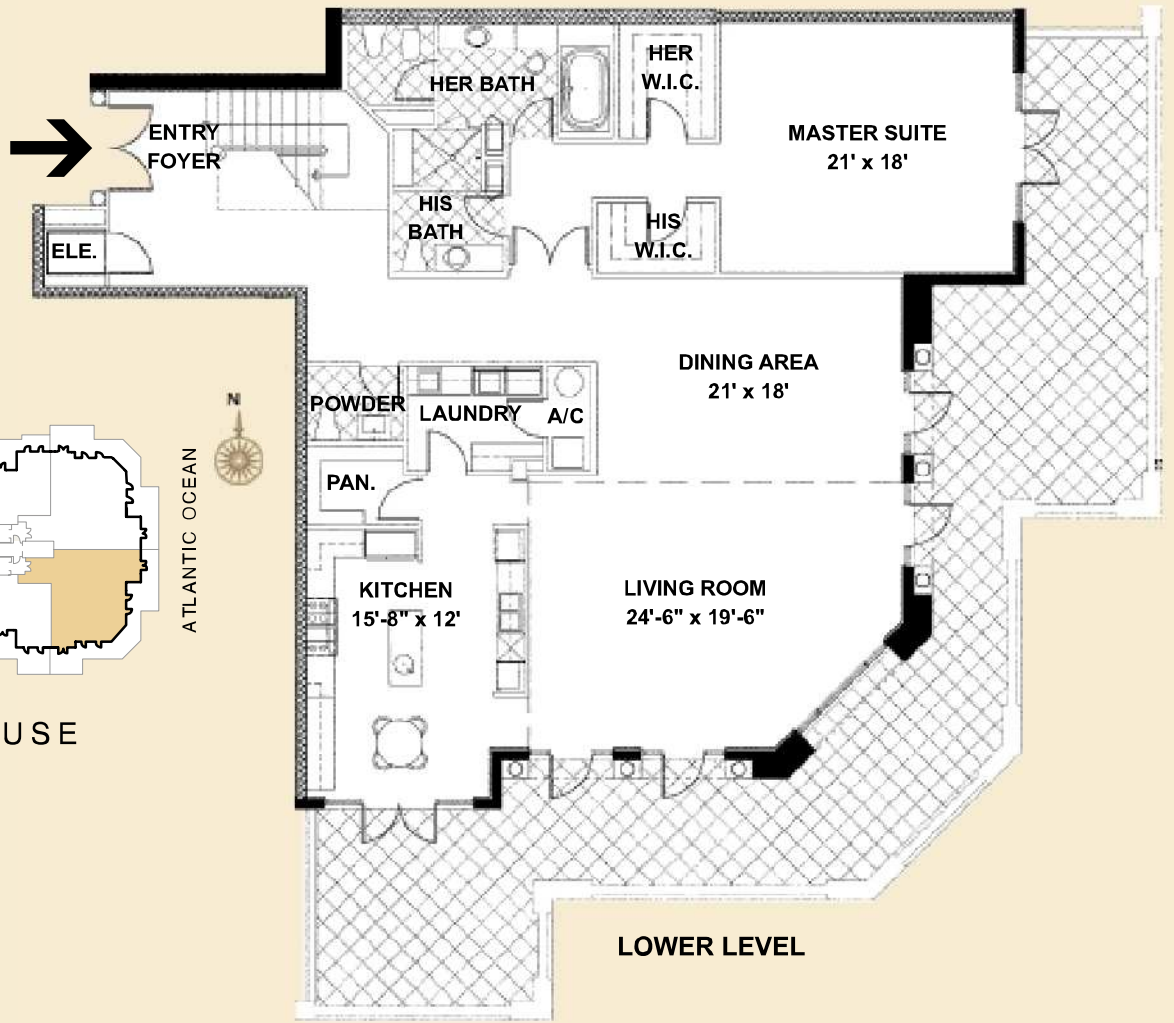 HER
W.I.C.
HER BATH
ENTRY
FOYER
MASTER SUITE
21' x 18'
HIS
BATH
HIS
W.I.C.
ELE.
DINING AREA
21' x 18'
POWDER
LAUNDRY
A/C
N
PAN.
ATLANTIC OCEAN
KITCHEN
15'-8" x 12'
LIVING ROOM
24'-6" x 19'-6"
USE
LOWER LEVEL